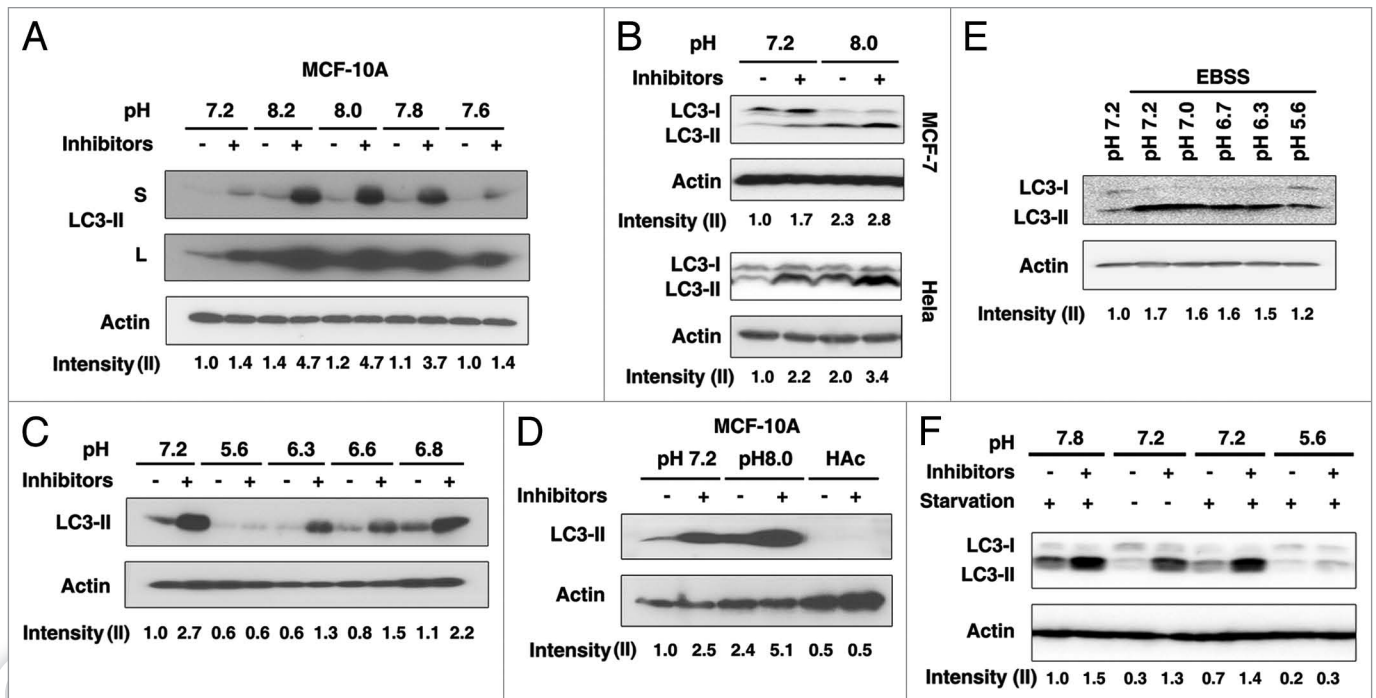 A
MCF-10A
pH 7.2 8.2 8.0 7.8 7.6
Inhibitors - + - + - + - + - +
S
LC3-II
L
Actin
Intensity (II) 1.0 1.4 1.4 4.7 1.2 4.7 1.1 3.7 1.0 1.4
B
pH 7.2 8.0
Inhibitors - + - +
LC3-I
LC3-II
MCF-7
Actin
Intensity (II) 1.0 1.7 2.3 2.8
LC3-I
LC3-II
Hela
Actin
Intensity (II) 1.0 2.2 2.0 3.4
E
EBSS
pH 7.2 pH 7.2 pH 7.0 pH 6.7 pH 6.3 pH 5.6
LC3-I
LC3-II
Actin
Intensity (II) 1.0 1.7 1.6 1.6 1.5 1.2
C
pH 7.2 5.6 6.3 6.6 6.8
Inhibitors - + - + - + - + - +
LC3-II
Actin
Intensity (II) 1.0 2.7 0.6 0.6 0.6 1.3 0.8 1.5 1.1 2.2
D
MCF-10A
pH 7.2 pH8.0 HAc
Inhibitors - + - + - +
LC3-II
Actin
Intensity (II) 1.0 2.5 2.4 5.1 0.5 0.5
F
pH 7.8 7.2 7.2 5.6
Inhibitors - + - + - + - +
Starvation + + - - + + + +
LC3-I
LC3-II
Actin
Intensity (II) 1.0 1.5 0.3 1.3 0.7 1.4 0.2 0.3